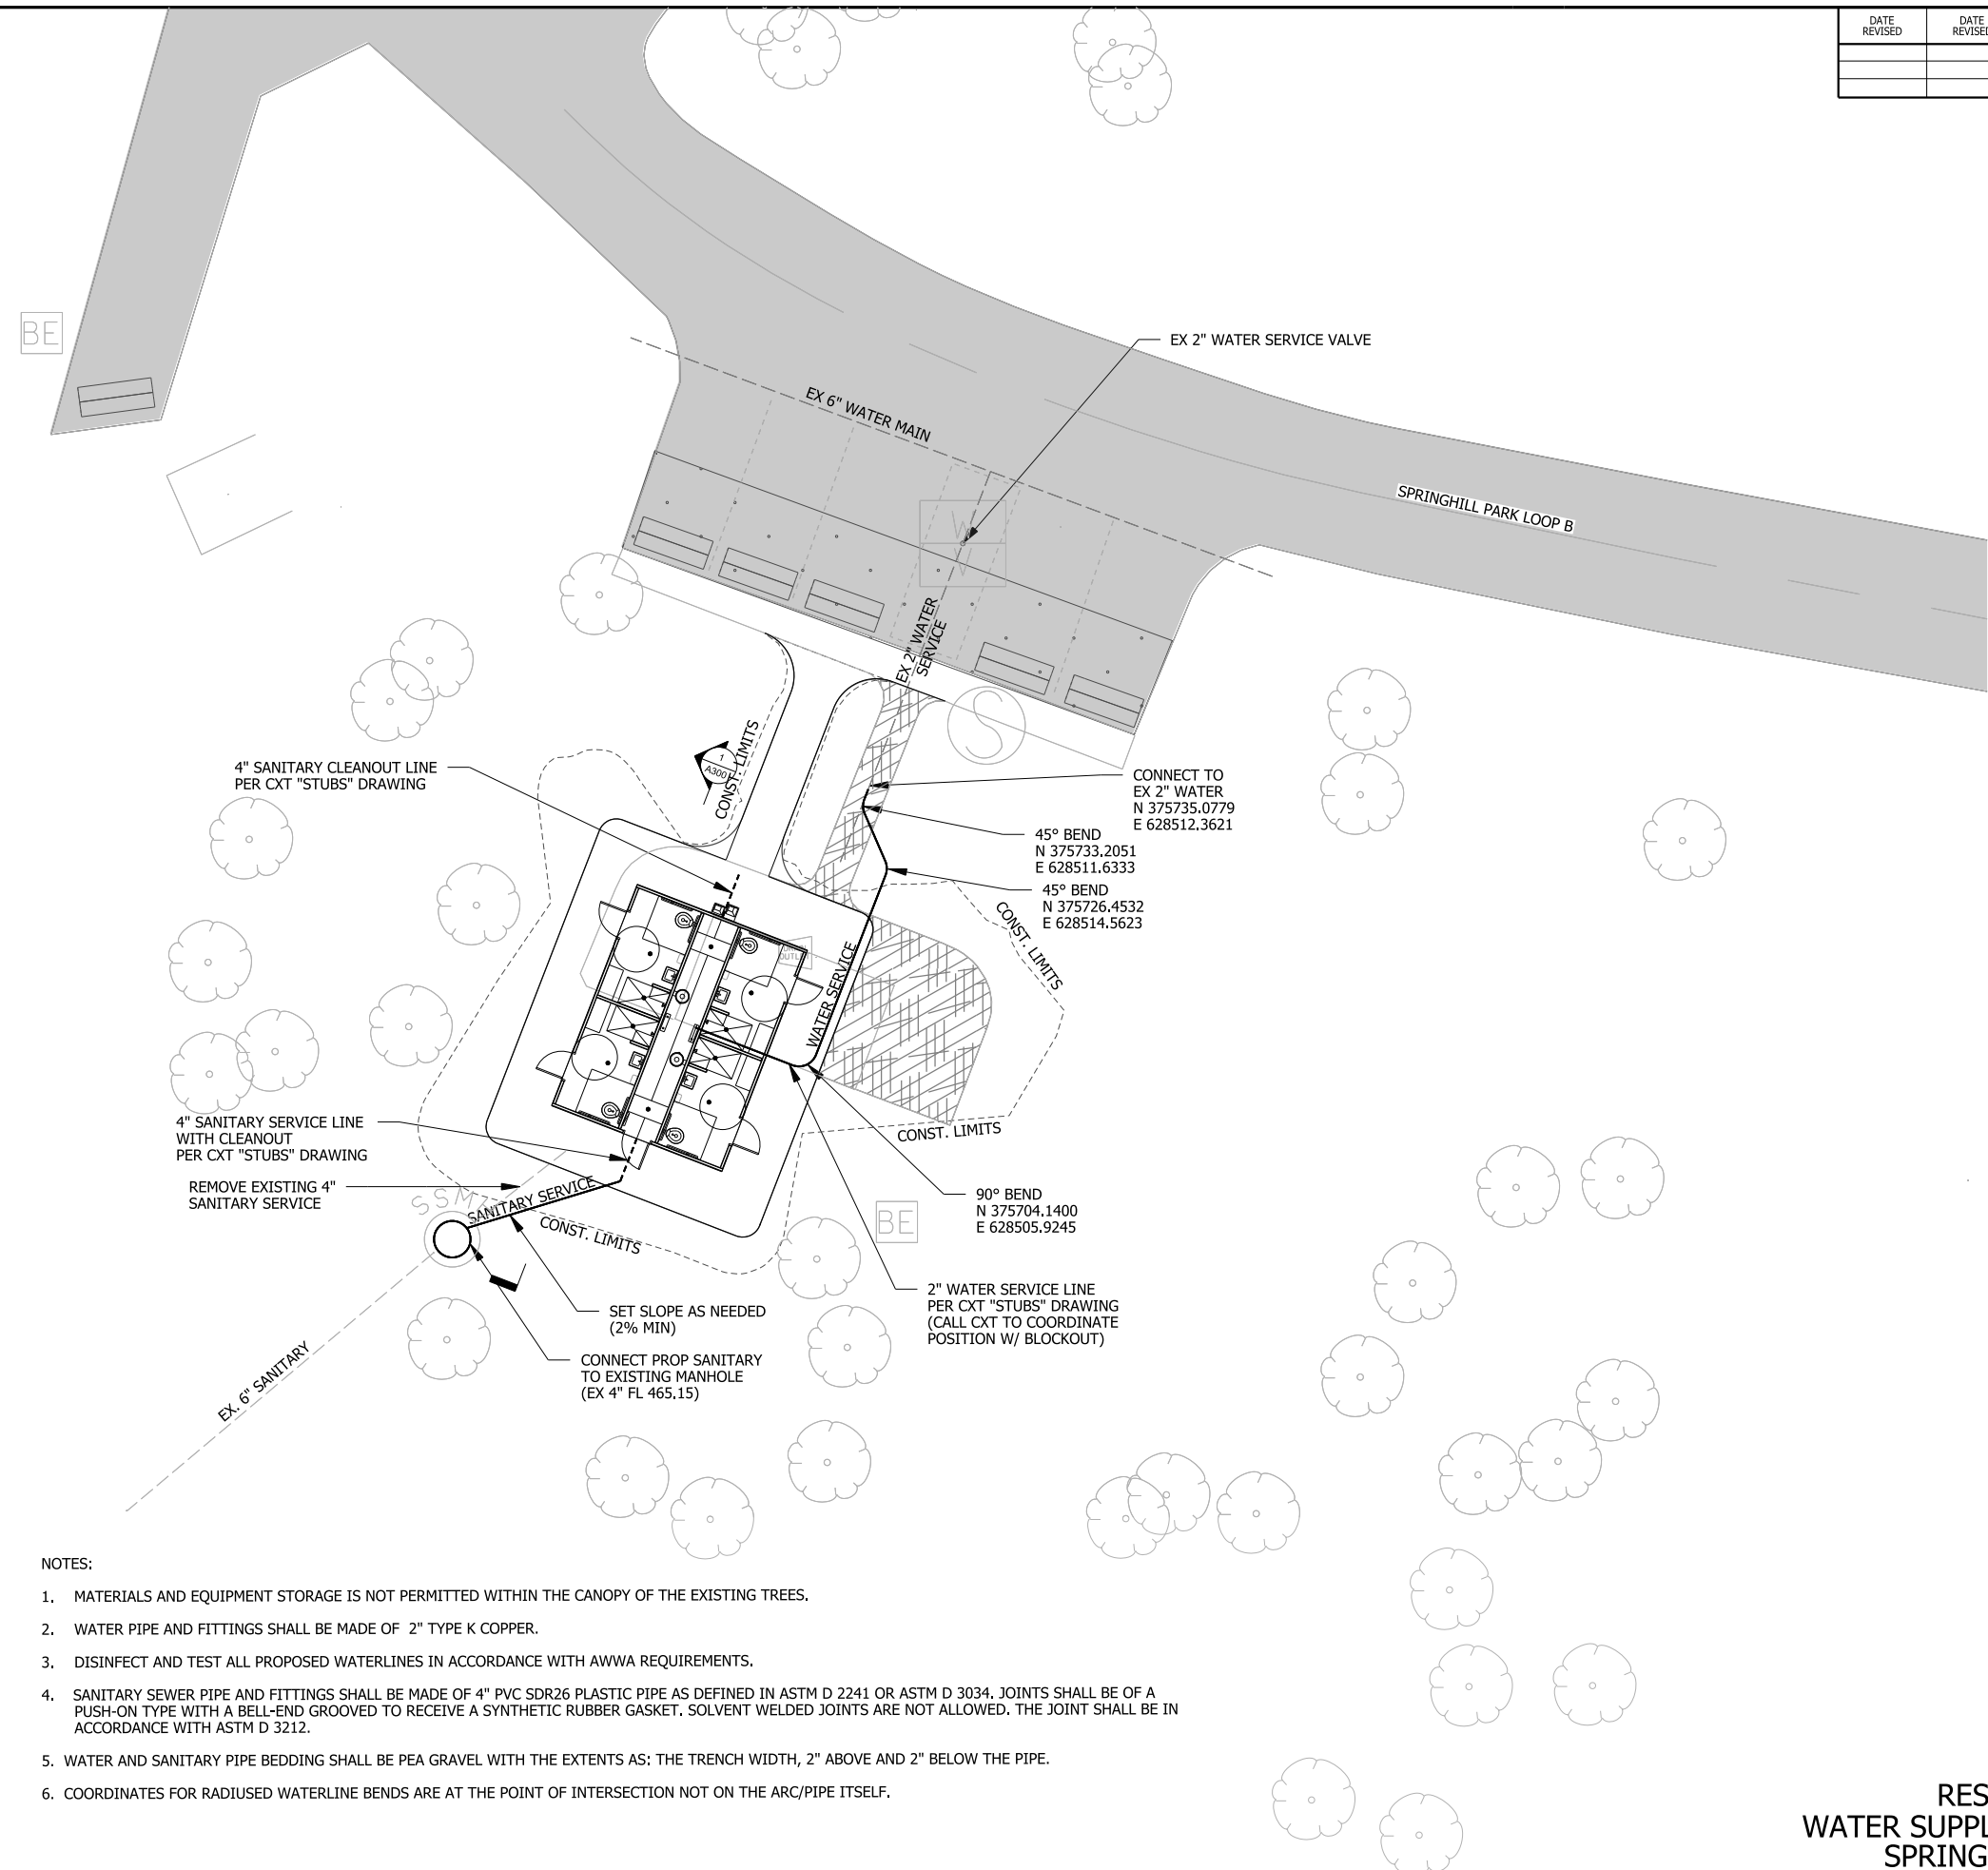 DATE
REVISED
DATE
REVISED
BE
EX 2" WATER SERVICE VALVE
EX 6" WATER MAIN
SPRINGHILL PARK LOOP B
W
V
EX 2" WATER
SERVICE
S
CONST. LIMITS
1
A300
4" SANITARY CLEANOUT LINE
PER CXT "STUBS" DRAWING
CONNECT TO
EX 2" WATER
N 375735.0779
E 628512.3621
45° BEND
N 375733.2051
E 628511.6333
45° BEND
N 375726.4532
E 628514.5623
CONST. LIMITS
WATER SERVICE
4" SANITARY SERVICE LINE
WITH CLEANOUT
PER CXT "STUBS" DRAWING
CONST. LIMITS
REMOVE EXISTING 4"
SANITARY SERVICE
SSM
SANITARY SERVICE
CONST. LIMITS
BE
90° BEND
N 375704.1400
E 628505.9245
2" WATER SERVICE LINE
PER CXT "STUBS" DRAWING
(CALL CXT TO COORDINATE
POSITION W/ BLOCKOUT)
SET SLOPE AS NEEDED
(2% MIN)
CONNECT PROP SANITARY
TO EXISTING MANHOLE
(EX 4" FL 465.15)
EX. 6" SANITARY
NOTES:
1. MATERIALS AND EQUIPMENT STORAGE IS NOT PERMITTED WITHIN THE CANOPY OF THE EXISTING TREES.
2. WATER PIPE AND FITTINGS SHALL BE MADE OF 2" TYPE K COPPER.
3. DISINFECT AND TEST ALL PROPOSED WATERLINES IN ACCORDANCE WITH AWWA REQUIREMENTS.
4. SANITARY SEWER PIPE AND FITTINGS SHALL BE MADE OF 4" PVC SDR26 PLASTIC PIPE AS DEFINED IN ASTM D 2241 OR ASTM D 3034. JOINTS SHALL BE OF A
PUSH-ON TYPE WITH A BELL-END GROOVED TO RECEIVE A SYNTHETIC RUBBER GASKET. SOLVENT WELDED JOINTS ARE NOT ALLOWED. THE JOINT SHALL BE IN
ACCORDANCE WITH ASTM D 3212.
5. WATER AND SANITARY PIPE BEDDING SHALL BE PEA GRAVEL WITH THE EXTENTS AS: THE TRENCH WIDTH, 2" ABOVE AND 2" BELOW THE PIPE.
6. COORDINATES FOR RADIUSED WATERLINE BENDS ARE AT THE POINT OF INTERSECTION NOT ON THE ARC/PIPE ITSELF.
RES
WATER SUPPL
SPRING